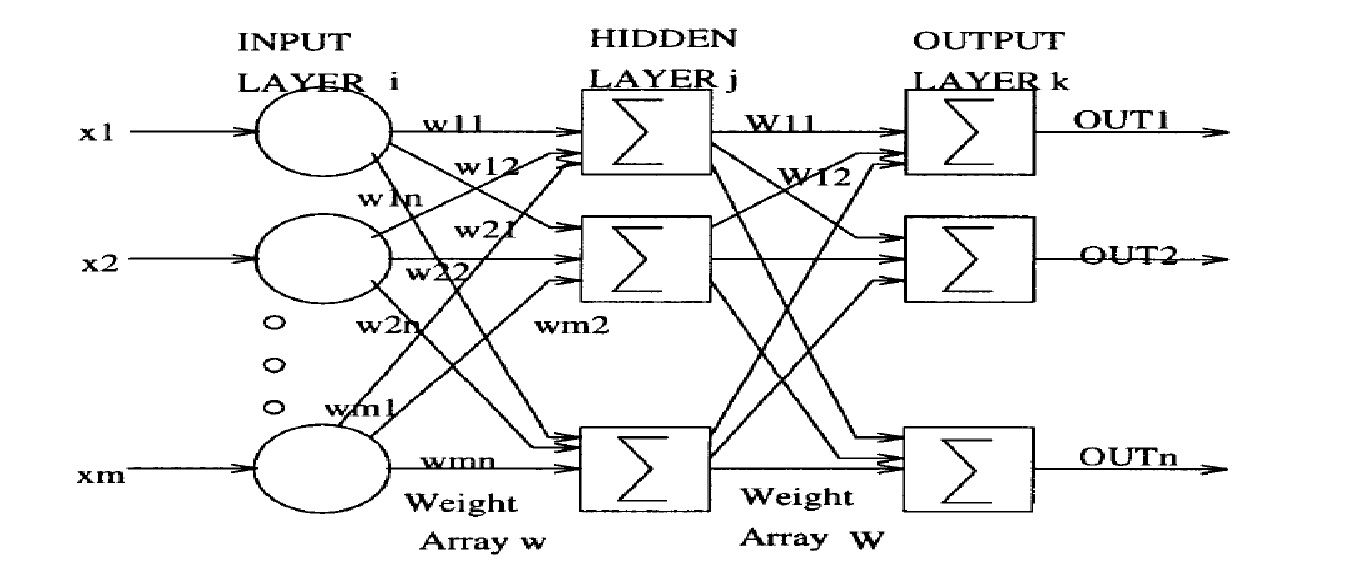 INPUT
LAYER i
HIDDEN
LAYER j
OUTPUT
LAYER k
x1
w11
Σ
W11
Σ
OUT1
w12
W12
w1n
w21
x2
w22
Σ
Σ
OUT2
w2n
wm2
wm1
xm
wmn
Σ
Σ
OUTn
Weight
Array w
Weight
Array W